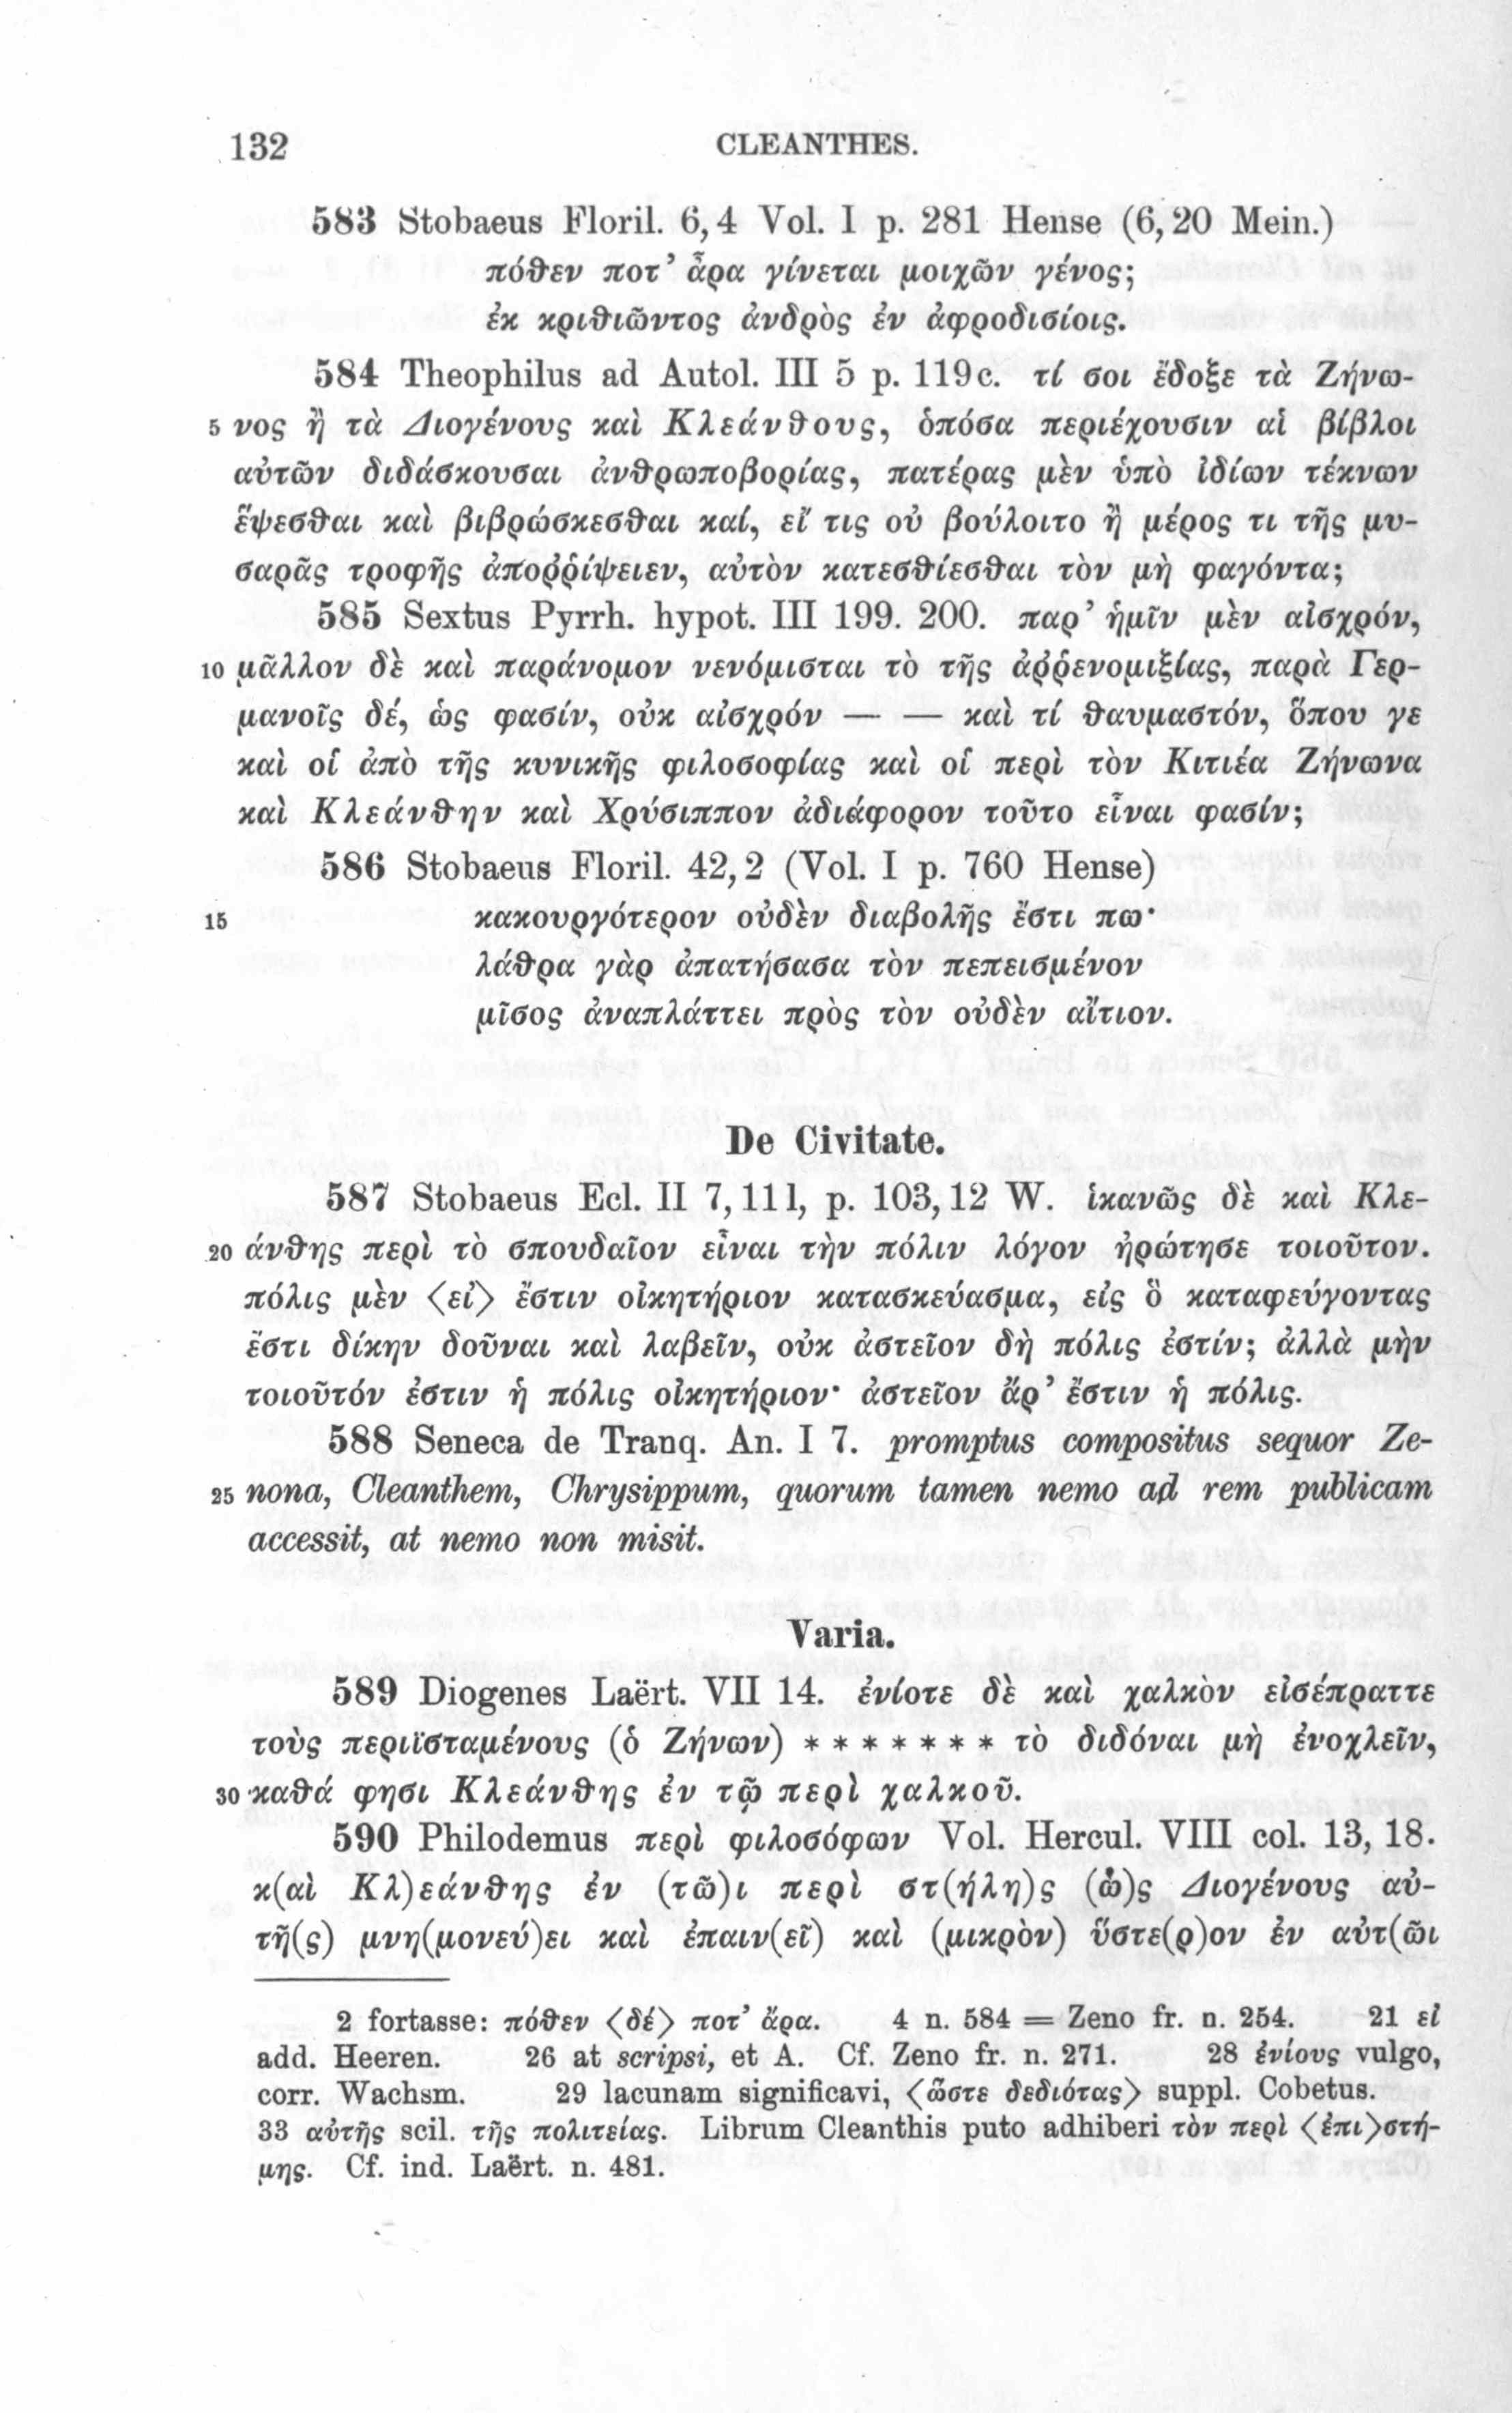 132 CLEANTHES.
583 Stobaeus Floril. 6,4 Vol. I p. 281 Hense (6,20 Mein.)
πόθεν ποτ’ ἆρα γίνεται μοιχῶν γένος;
ἐκ κριθιῶντος ἀνδρὸς ἐν ἀφροδισίοις.
584 Theophilus ad Autol. III 5 p. 119c. τί σοι ἔδοξε τὰ Ζήνω-
5 νος ἢ τὰ Διογένους καὶ Κλεάνθους, ὁπόσα περιέχουσιν αἱ βίβλοι
αὐτῶν διδάσκουσαι ἀνθρωποβορίας, πατέρας μὲν ὑπὸ ἰδίων τέκνων
ἕψεσθαι καὶ βιβρώσκεσθαι καί, εἴ τις οὐ βούλοιτο ἢ μέρος τι τῆς μυ-
σαρᾶς τροφῆς ἀποῤῥίψειεν, αὐτὸν κατεσθίεσθαι τὸν μὴ φαγόντα;
585 Sextus Pyrrh. hypot. III 199. 200. παρ’ ἡμῖν μὲν αἰσχρόν,
10 μᾶλλον δὲ καὶ παράνομον νενόμισται τὸ τῆς ἀῤῥενομιξίας, παρὰ Γερ-
μανοῖς δέ, ὡς φασίν, οὐκ αἰσχρόν — — καὶ τί θαυμαστόν, ὅπου γε
καὶ οἱ ἀπὸ τῆς κυνικῆς φιλοσοφίας καὶ οἱ περὶ τὸν Κιτιέα Ζήνωνα
καὶ Κλεάνθην καὶ Χρύσιππον ἀδιάφορον τοῦτο εἶναι φασίν;
586 Stobaeus Floril. 42,2 (Vol. I p. 760 Hense)
15 κακουργότερον οὐδὲν διαβολῆς ἔστι πω·
λάθρα γὰρ ἀπατήσασα τὸν πεπεισμένον
μῖσος ἀναπλάττει πρὸς τὸν οὐδὲν αἴτιον.
De Civitate.
587 Stobaeus Ecl. II 7,11l, p. 103,12 W. ἱκανῶς δὲ καὶ Κλε-
20 άνθης περὶ τὸ σπουδαῖον εἶναι τὴν πόλιν λόγον ἠρώτησε τοιοῦτον.
πόλις μὲν ⟨εἰ⟩ ἔστιν οἰκητήριον κατασκεύασμα, εἰς ὃ καταφεύγοντας
ἔστι δίκην δοῦναι καὶ λαβεῖν, οὐκ ἀστεῖον δὴ πόλις ἐστίν; ἀλλὰ μὴν
τοιοῦτόν ἐστιν ἡ πόλις οἰκητήριον· ἀστεῖον ἄρ’ ἔστιν ἡ πόλις.
588 Seneca de Tranq. An. I 7. promptus compositus sequor Ze-
25 nona, Cleanthem, Chrysippum, quorum tamen nemo ad rem publicam
accessit, at nemo non misit.
Varia.
589 Diogenes Laërt. VII 14. ἐνίοτε δὲ καὶ χαλκὸν εἰσέπραττε
τοὺς περιϊσταμένους (ὁ Ζήνων) * * * * * * * τὸ διδόναι μὴ ἐνοχλεῖν,
30 καθά φησι Κλεάνθης ἐν τῷ περὶ χαλκοῦ.
590 Philodemus περὶ φιλοσόφων Vol. Hercul. VIII col. 13, 18.
κ(αὶ Κλ)εάνθης ἐν (τῶ)ι περὶ στ(ήλη)ς (ὡ)ς Διογένους αὐ-
τῆ(ς) μνη(μονεύ)ει καὶ ἐπαιν(εῖ) καὶ (μικρὸν) ὕστε(ρ)ον ἐν αὐτ(ῶι
2 fortasse: πόθεν ⟨δέ⟩ ποτ’ ἄρα. 4 n. 584 = Zeno fr. n. 254. 21 εἰ
add. Heeren. 26 at scripsi, et A. Cf. Zeno fr. n. 271. 28 ἐνίους vulgo,
corr. Wachsm. 29 lacunam significavi, ⟨ὥστε δεδιότας⟩ suppl. Cobetus.
33 αὐτῆς scil. τῆς πολιτείας. Librum Cleanthis puto adhiberi τὸν περὶ ⟨ἐπι⟩στή-
μης. Cf. ind. Laërt. n. 481.